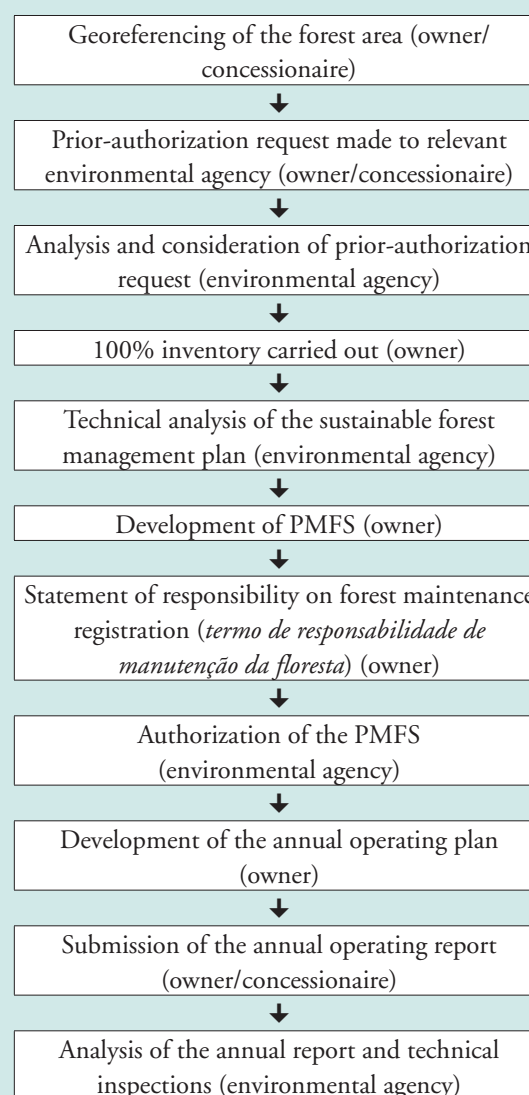 Georeferencing of the forest area (owner/
concessionaire)
Prior-authorization request made to relevant
environmental agency (owner/concessionaire)
Analysis and consideration of prior-authorization
request (environmental agency)
100% inventory carried out (owner)
Technical analysis of the sustainable forest
management plan (environmental agency)
Development of PMFS (owner)
Statement of responsibility on forest maintenance
registration (termo de responsabilidade de
manutenção da floresta) (owner)
Authorization of the PMFS
(environmental agency)
Development of the annual operating plan
(owner)
Submission of the annual operating report
(owner/concessionaire)
Analysis of the annual report and technical
inspections (environmental agency)